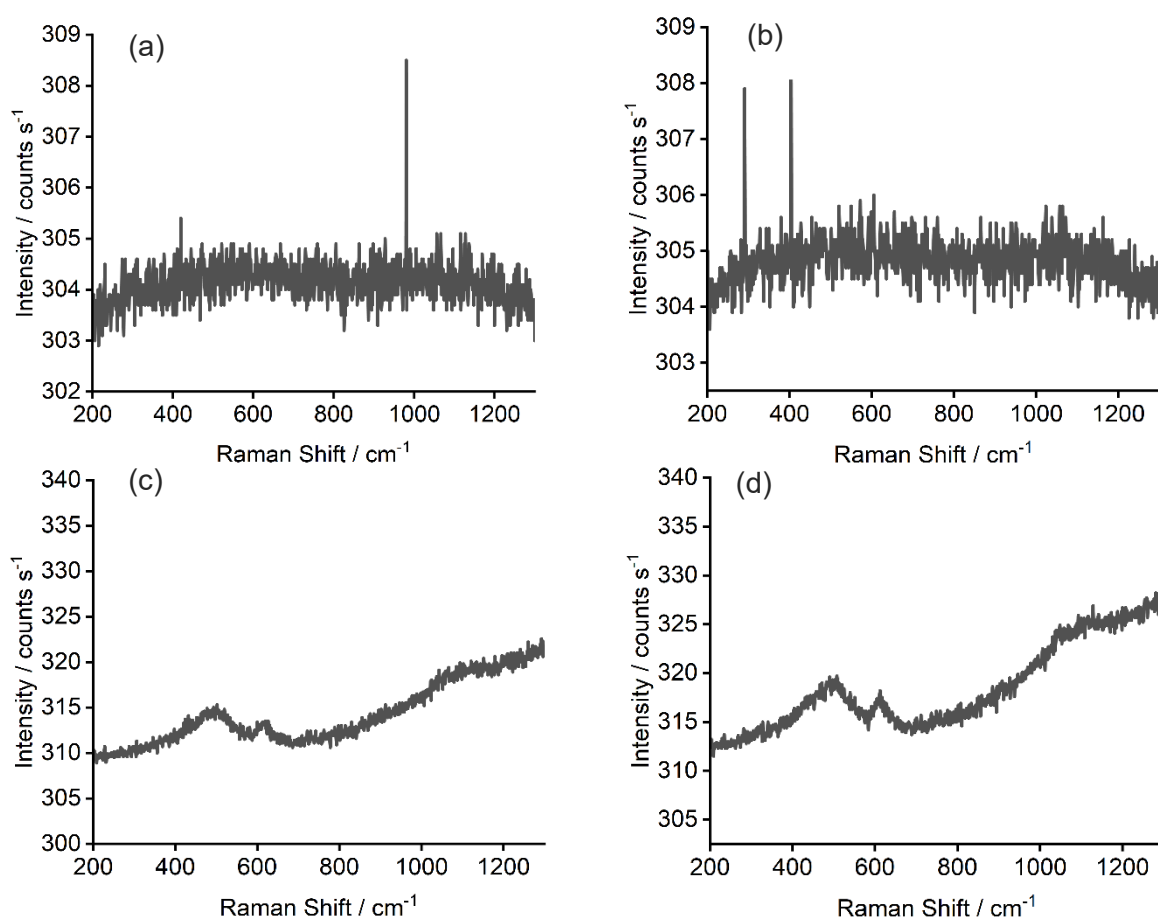 (a)
309
308
307
306
305
304
303
302
200 400 600 800 1000 1200
Intensity / counts s⁻¹
Raman Shift / cm⁻¹
(b)
309
308
307
306
305
304
303
200 400 600 800 1000 1200
Intensity / counts s⁻¹
Raman Shift / cm⁻¹
(c)
340
335
330
325
320
315
310
305
300
200 400 600 800 1000 1200
Intensity / counts s⁻¹
Raman Shift / cm⁻¹
(d)
340
335
330
325
320
315
310
305
200 400 600 800 1000 1200
Intensity / counts s⁻¹
Raman Shift / cm⁻¹